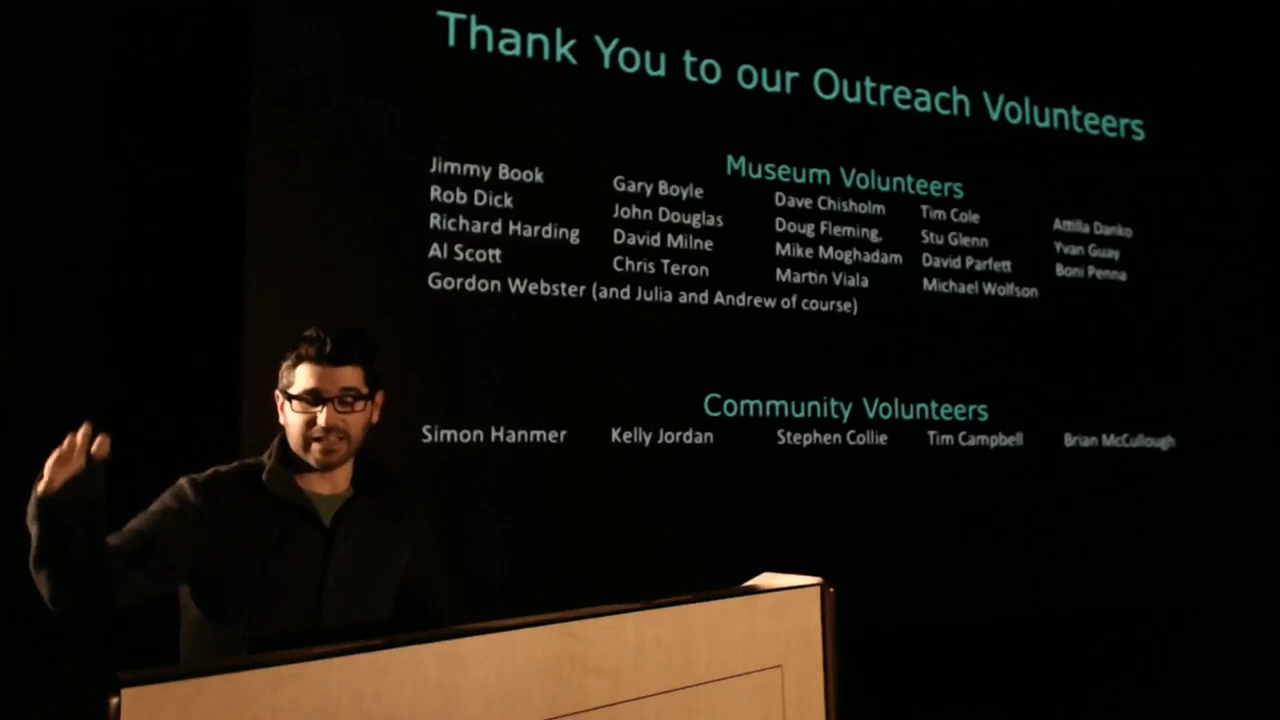 Thank You to our Outreach Volunteers
Museum Volunteers
Jimmy Book Gary Boyle Dave Chisholm Tim Cole Attilla Danko
Rob Dick John Douglas Doug Fleming, Stu Glenn Yvan Guay
Richard Harding David Milne Mike Moghadam David Parfett Boni Penna
Al Scott Chris Teron Martin Viala Michael Wolfson
Gordon Webster (and Julia and Andrew of course)
Community Volunteers
Simon Hanmer Kelly Jordan Stephen Collie Tim Campbell Brian McCullough